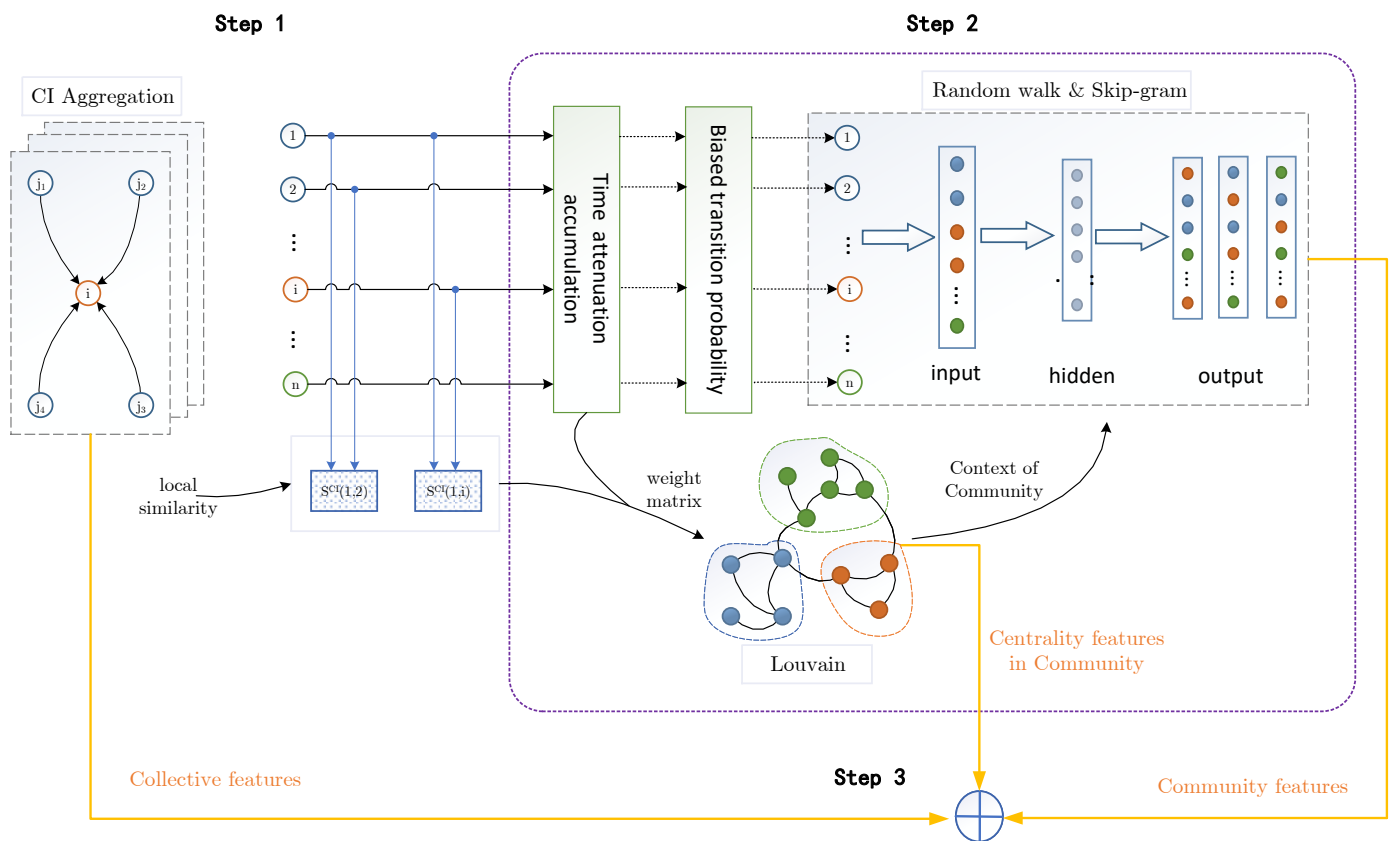 Step 1
Step 2
CI Aggregation
j₁
j₂
i
j₄
j₃
1
2
...
i
...
n
Time attenuation
accumulation
Biased transition probability
Random walk & Skip-gram
1
2
...
i
...
n
input
hidden
output
local
similarity
Sᶜᴵ(1,2)
Sᶜᴵ(1,i)
weight
matrix
Context of
Community
Louvain
Centrality features
in Community
Collective features
Step 3
Community features